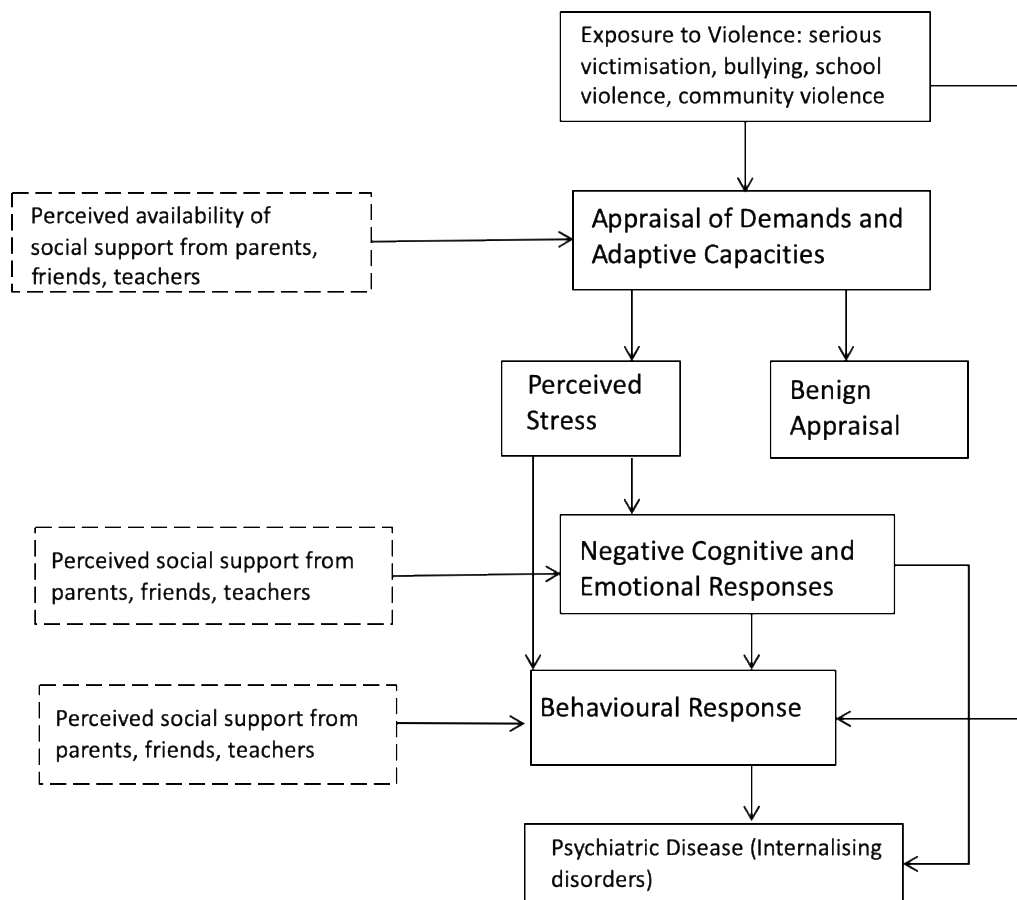 Exposure to Violence: serious
victimisation, bullying, school
violence, community violence
Perceived availability of
social support from parents,
friends, teachers
Appraisal of Demands and
Adaptive Capacities
Perceived
Stress
Benign
Appraisal
Perceived social support from
parents, friends, teachers
Negative Cognitive and
Emotional Responses
Perceived social support from
parents, friends, teachers
Behavioural Response
Psychiatric Disease (Internalising
disorders)